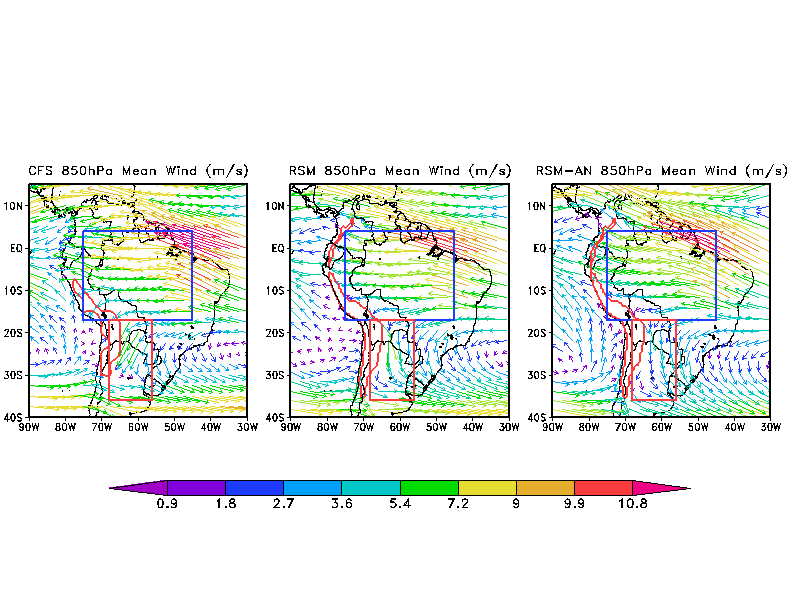 CFS 850hPa Mean Wind (m/s)
RSM 850hPa Mean Wind (m/s)
RSM-AN 850hPa Mean Wind (m/s)
10N
EQ
10S
20S
30S
40S
90W 80W 70W 60W 50W 40W 30W
10N
EQ
10S
20S
30S
40S
90W 80W 70W 60W 50W 40W 30W
10N
EQ
10S
20S
30S
40S
90W 80W 70W 60W 50W 40W 30W
0.9 1.8 2.7 3.6 5.4 7.2 9 9.9 10.8